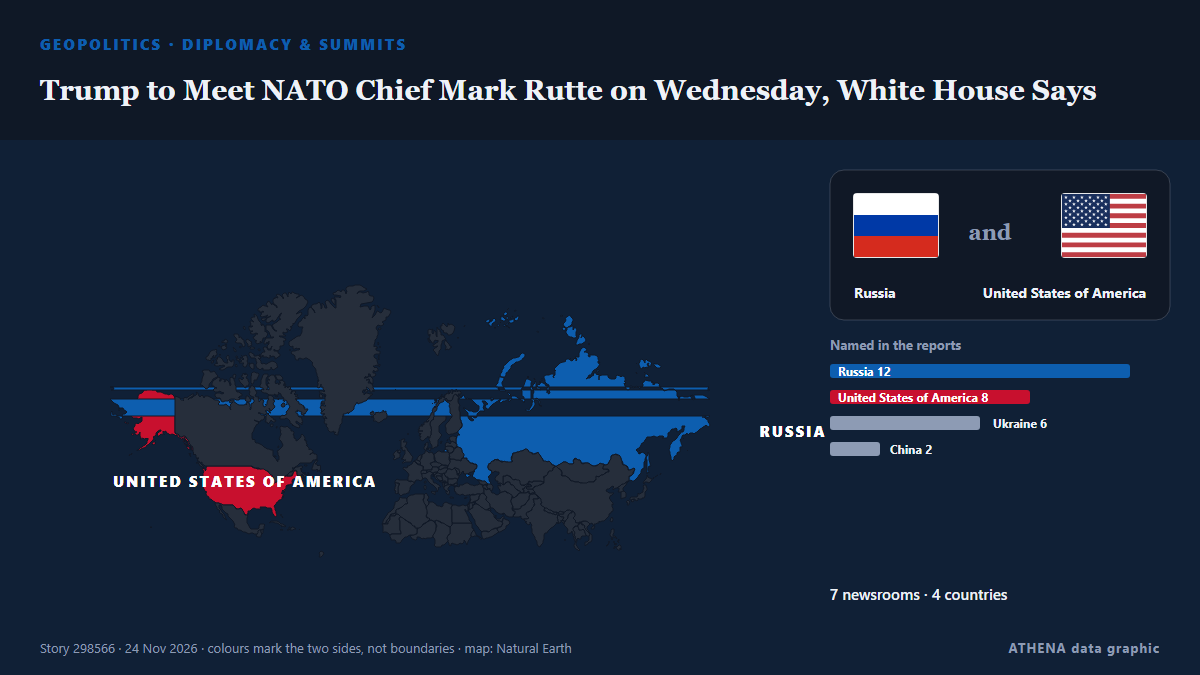 GEOPOLITICS · DIPLOMACY & SUMMITS
Trump to Meet NATO Chief Mark Rutte on Wednesday, White House Says
and
Russia
United States of America
Named in the reports
Russia 12
United States of America 8
Ukraine 6
China 2
RUSSIA
UNITED STATES OF AMERICA
7 newsrooms · 4 countries
Story 298566 · 24 Nov 2026 · colours mark the two sides, not boundaries · map: Natural Earth
ATHENA data graphic